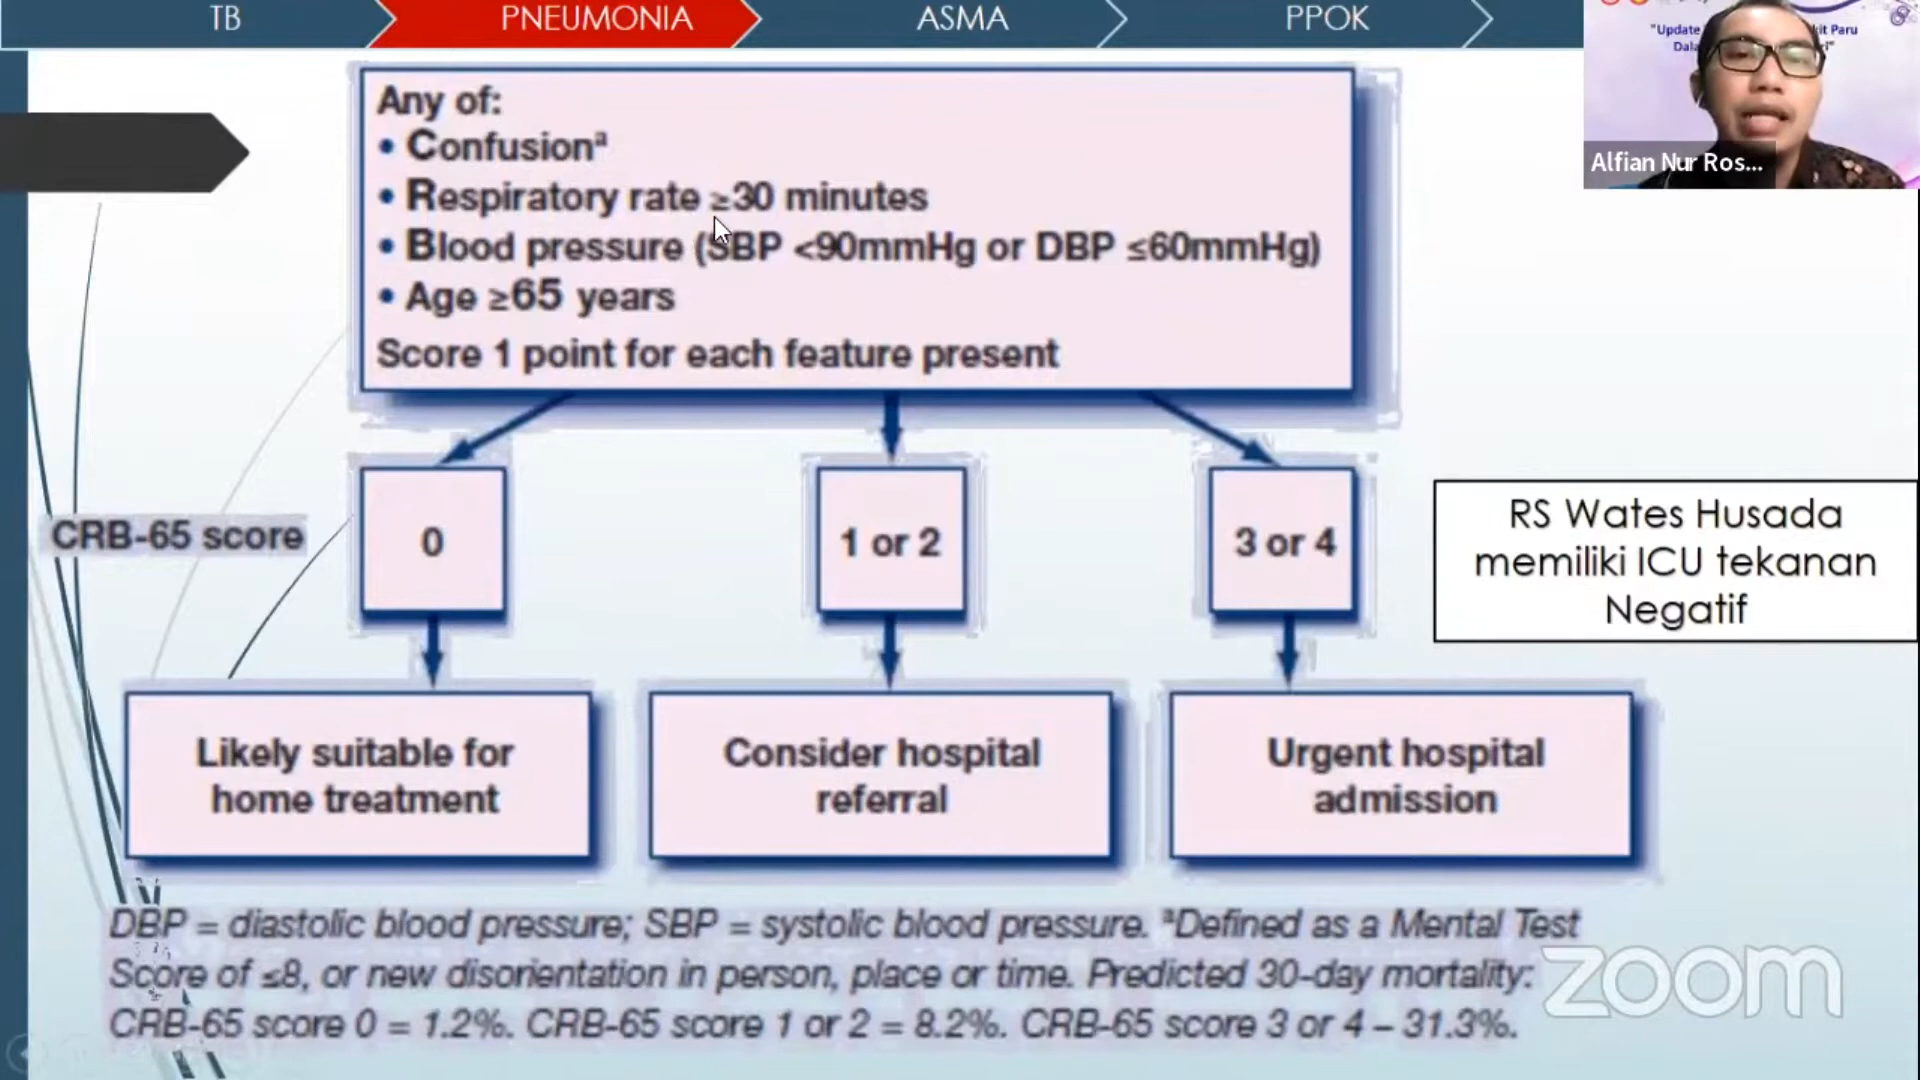 TB
PNEUMONIA
ASMA
PPOK
"Update
kit Paru
Alfian Nur Ros...
Any of:
• Confusionª
• Respiratory rate ≥30 minutes
• Blood pressure (SBP <90mmHg or DBP ≤60mmHg)
• Age ≥65 years
Score 1 point for each feature present
CRB-65 score
0
1 or 2
3 or 4
RS Wates Husada
memiliki ICU tekanan
Negatif
Likely suitable for
home treatment
Consider hospital
referral
Urgent hospital
admission
DBP = diastolic blood pressure; SBP = systolic blood pressure. ªDefined as a Mental Test
Score of ≤8, or new disorientation in person, place or time. Predicted 30-day mortality:
CRB-65 score 0 = 1.2%. CRB-65 score 1 or 2 = 8.2%. CRB-65 score 3 or 4 – 31.3%.
zoom